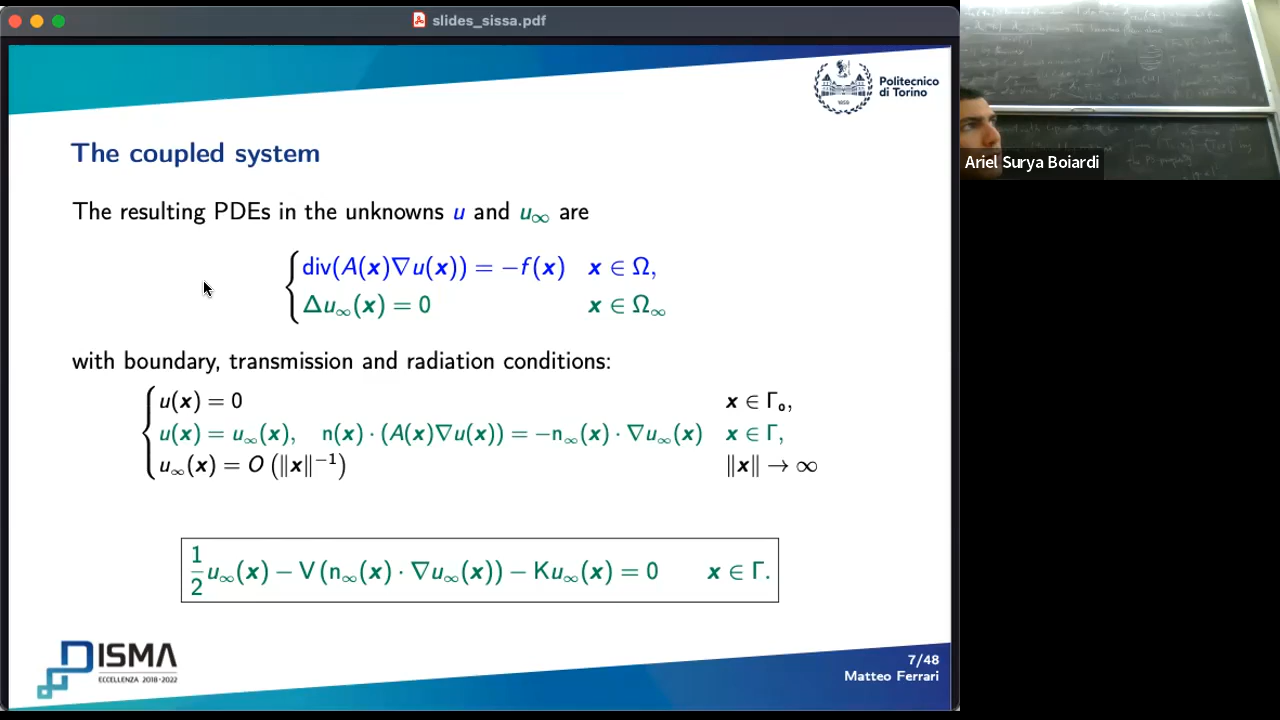 slides_sissa.pdf
Politecnico
di Torino
1859
The coupled system
The resulting PDEs in the unknowns u and u∞ are
div(A(x)∇u(x)) = −f(x) x ∈ Ω,
Δu∞(x) = 0 x ∈ Ω∞
with boundary, transmission and radiation conditions:
u(x) = 0 x ∈ Γ₀,
u(x) = u∞(x), n(x) · (A(x)∇u(x)) = −n∞(x) · ∇u∞(x) x ∈ Γ,
u∞(x) = O (‖x‖⁻¹) ‖x‖ → ∞
1/2 u∞(x) − V (n∞(x) · ∇u∞(x)) − Ku∞(x) = 0 x ∈ Γ.
DISMA
ECCELLENZA 2018-2022
7/48
Matteo Ferrari
Ariel Surya Boiardi